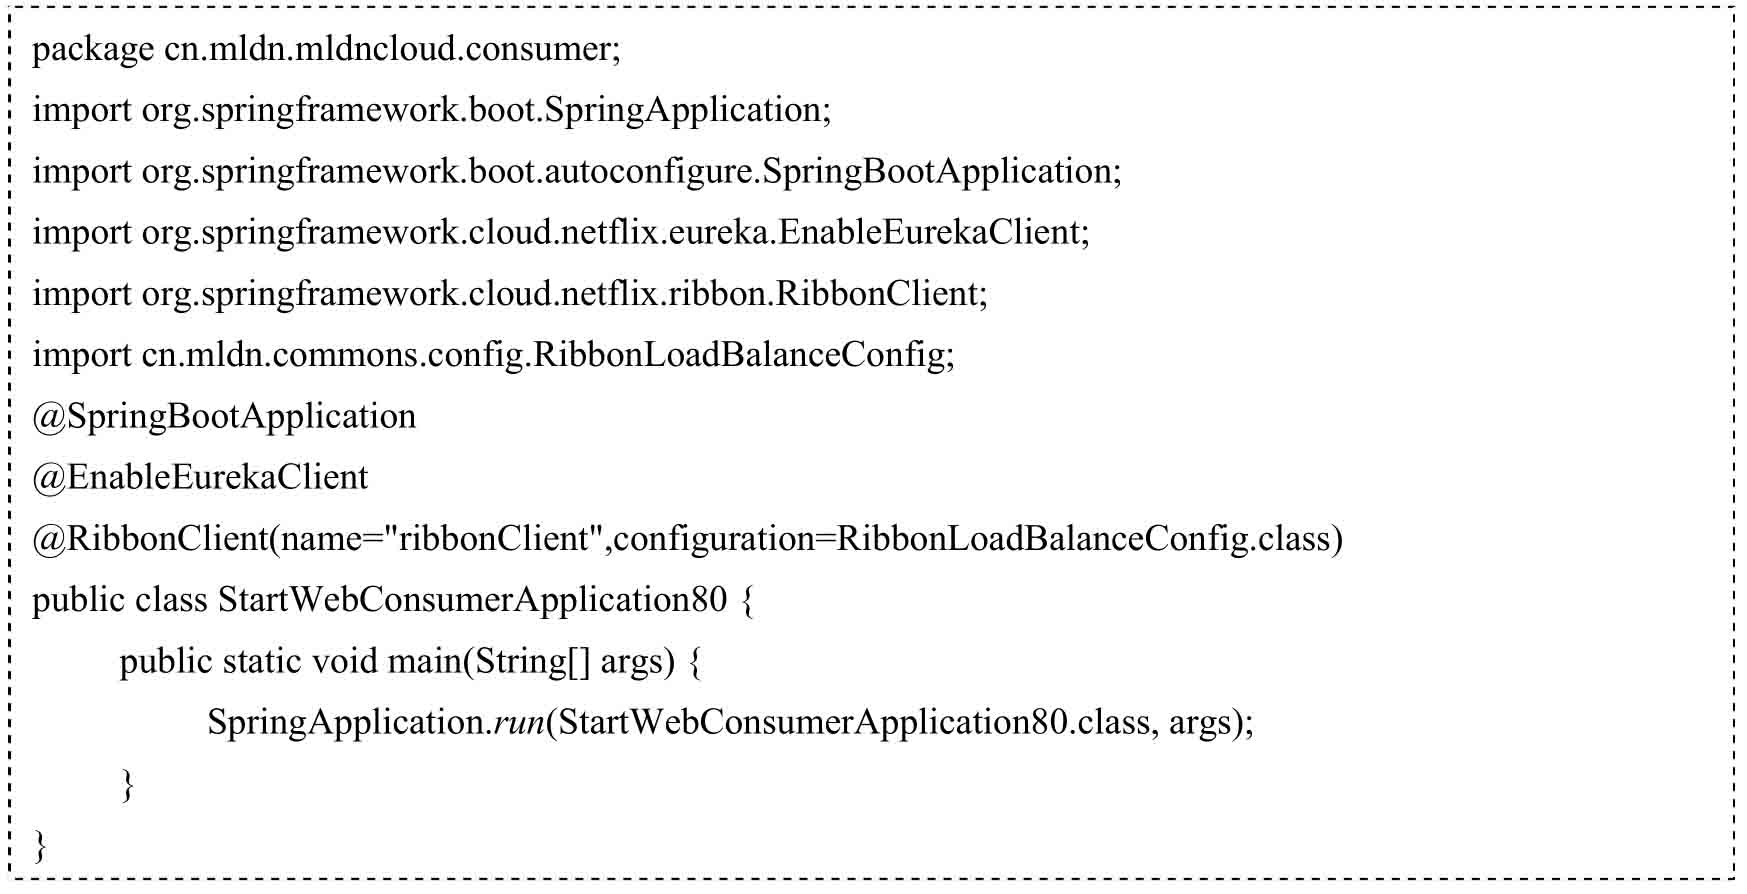 package cn.mldn.mldncloud.consumer;
import org.springframework.boot.SpringApplication;
import org.springframework.boot.autoconfigure.SpringBootApplication;
import org.springframework.cloud.netflix.eureka.EnableEurekaClient;
import org.springframework.cloud.netflix.ribbon.RibbonClient;
import cn.mldn.commons.config.RibbonLoadBalanceConfig;
@SpringBootApplication
@EnableEurekaClient
@RibbonClient(name="ribbonClient",configuration=RibbonLoadBalanceConfig.class)
public class StartWebConsumerApplication80 {
public static void main(String[] args) {
SpringApplication.run(StartWebConsumerApplication80.class, args);
}
}